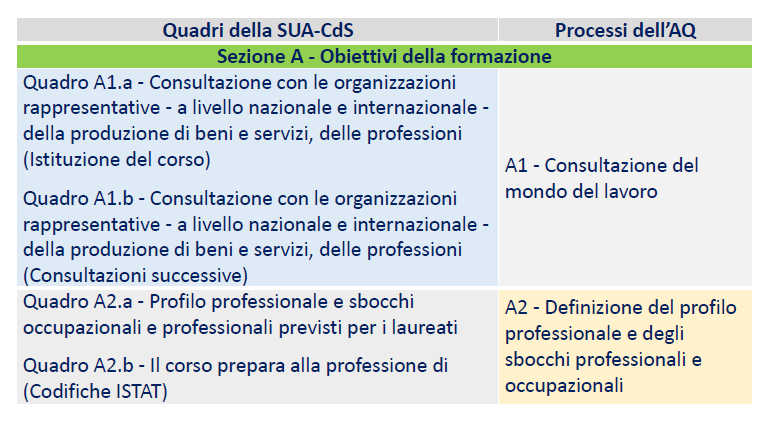 Quadri della SUA-CdS
Processi dell'AQ
Sezione A - Obiettivi della formazione
Quadro A1.a - Consultazione con le organizzazioni
rappresentative - a livello nazionale e internazionale -
della produzione di beni e servizi, delle professioni
(Istituzione del corso)
Quadro A1.b - Consultazione con le organizzazioni
rappresentative - a livello nazionale e internazionale -
della produzione di beni e servizi, delle professioni
(Consultazioni successive)
A1 - Consultazione del
mondo del lavoro
Quadro A2.a - Profilo professionale e sbocchi
occupazionali e professionali previsti per i laureati
Quadro A2.b - Il corso prepara alla professione di
(Codifiche ISTAT)
A2 - Definizione del profilo
professionale e degli
sbocchi professionali e
occupazionali